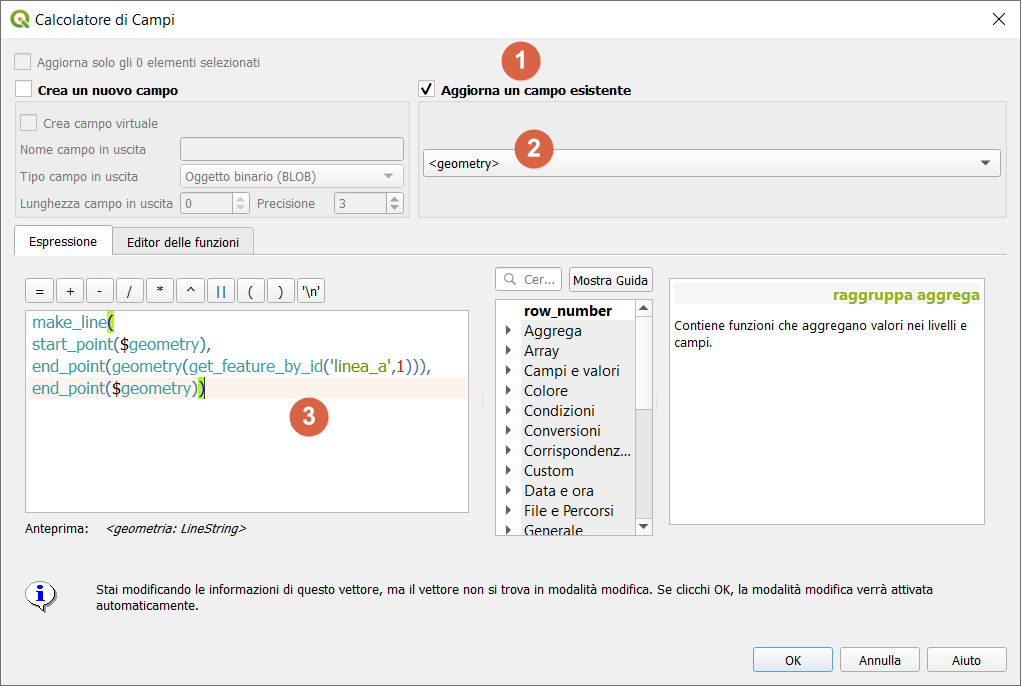 Calcolatore di Campi
Aggiorna solo gli 0 elementi selezionati
1
Crea un nuovo campo
Aggiorna un campo esistente
Crea campo virtuale
Nome campo in uscita
2
<geometry>
Tipo campo in uscita
Oggetto binario (BLOB)
Lunghezza campo in uscita 0 Precisione 3
Espressione
Editor delle funzioni
= + - / * ^ || ( ) '\n'
make_line(
start_point($geometry),
end_point(geometry(get_feature_by_id('linea_a',1))),
end_point($geometry))
3
Anteprima: <geometria: LineString>
Cer...
Mostra Guida
row_number
Aggrega
Array
Campi e valori
Colore
Condizioni
Conversioni
Corrispondenz...
Custom
Data e ora
File e Percorsi
Generale
raggruppa aggrega
Contiene funzioni che aggregano valori nei livelli e
campi.
i
Stai modificando le informazioni di questo vettore, ma il vettore non si trova in modalità modifica. Se clicchi OK, la modalità modifica verrà attivata
automaticamente.
OK
Annulla
Aiuto